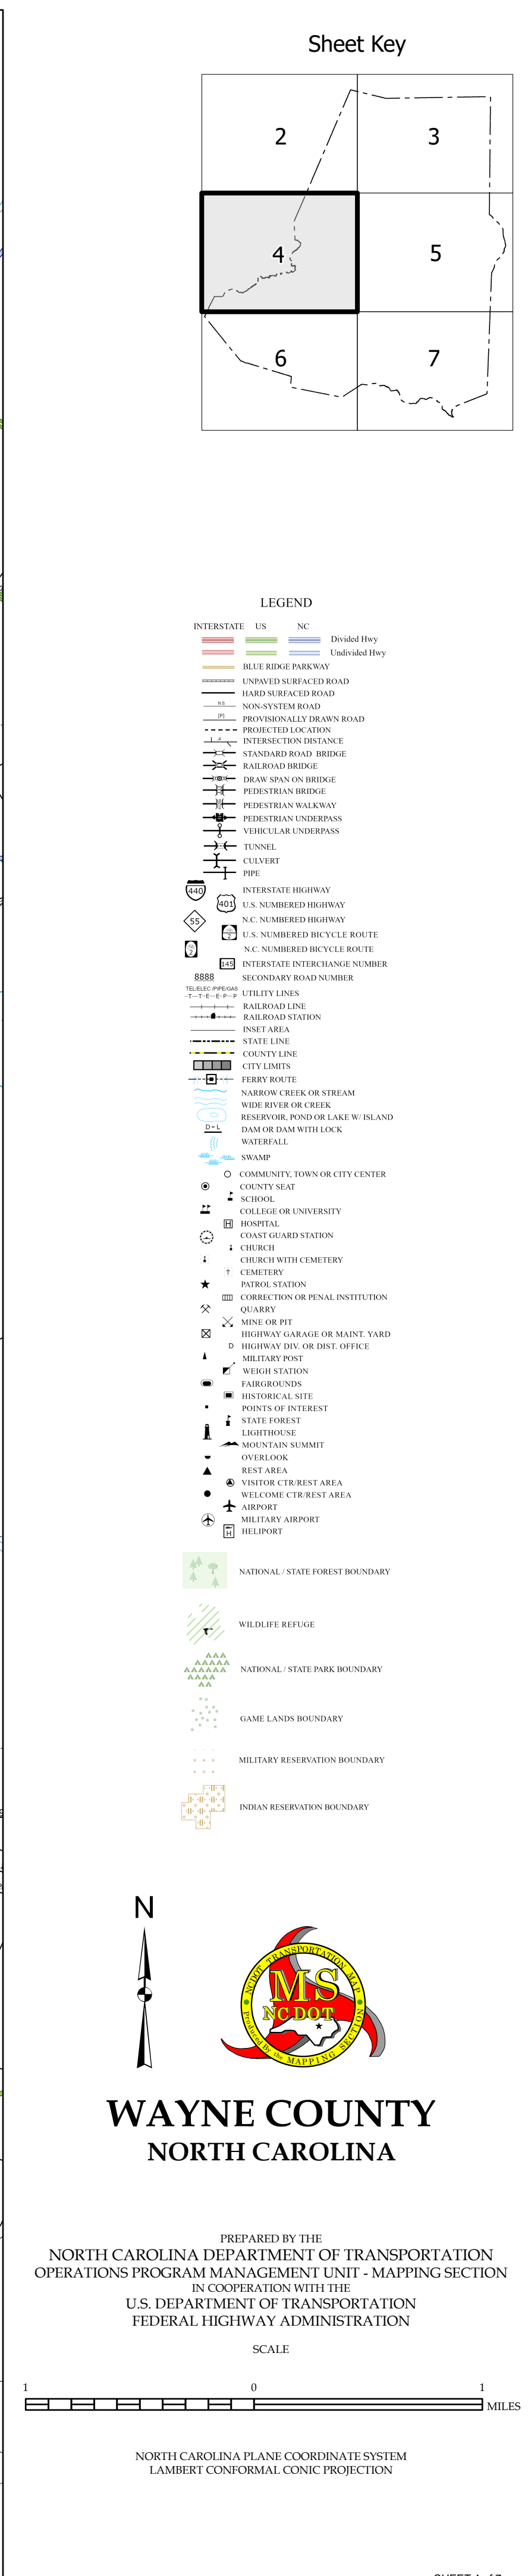 Sheet Key
2
3
4
5
6
7
LEGEND
INTERSTATE US NC
Divided Hwy
Undivided Hwy
BLUE RIDGE PARKWAY
UNPAVED SURFACED ROAD
HARD SURFACED ROAD
NS NON-SYSTEM ROAD
[P] PROVISIONALLY DRAWN ROAD
PROJECTED LOCATION
.4 INTERSECTION DISTANCE
STANDARD ROAD BRIDGE
RAILROAD BRIDGE
DRAW SPAN ON BRIDGE
PEDESTRIAN BRIDGE
PEDESTRIAN WALKWAY
PEDESTRIAN UNDERPASS
VEHICULAR UNDERPASS
TUNNEL
CULVERT
PIPE
440 INTERSTATE HIGHWAY
401 U.S. NUMBERED HIGHWAY
55 N.C. NUMBERED HIGHWAY
2 U.S. NUMBERED BICYCLE ROUTE
2 N.C. NUMBERED BICYCLE ROUTE
145 INTERSTATE INTERCHANGE NUMBER
8888 SECONDARY ROAD NUMBER
TEL/ELEC /PIPE/GAS
--T---T--E---E--P---P UTILITY LINES
RAILROAD LINE
RAILROAD STATION
INSET AREA
STATE LINE
COUNTY LINE
CITY LIMITS
FERRY ROUTE
NARROW CREEK OR STREAM
WIDE RIVER OR CREEK
RESERVOIR, POND OR LAKE W/ ISLAND
D-L DAM OR DAM WITH LOCK
WATERFALL
SWAMP
COMMUNITY, TOWN OR CITY CENTER
COUNTY SEAT
SCHOOL
COLLEGE OR UNIVERSITY
H HOSPITAL
COAST GUARD STATION
CHURCH
CHURCH WITH CEMETERY
CEMETERY
PATROL STATION
CORRECTION OR PENAL INSTITUTION
QUARRY
MINE OR PIT
HIGHWAY GARAGE OR MAINT. YARD
D HIGHWAY DIV. OR DIST. OFFICE
MILITARY POST
WEIGH STATION
FAIRGROUNDS
HISTORICAL SITE
POINTS OF INTEREST
STATE FOREST
LIGHTHOUSE
MOUNTAIN SUMMIT
OVERLOOK
REST AREA
VISITOR CTR/REST AREA
WELCOME CTR/REST AREA
AIRPORT
MILITARY AIRPORT
H HELIPORT
NATIONAL / STATE FOREST BOUNDARY
WILDLIFE REFUGE
NATIONAL / STATE PARK BOUNDARY
GAME LANDS BOUNDARY
MILITARY RESERVATION BOUNDARY
INDIAN RESERVATION BOUNDARY
N
NCDOT TRANSPORTATION MAP
MS
NCDOT
Produced By the MAPPING SECTION
WAYNE COUNTY
NORTH CAROLINA
PREPARED BY THE
NORTH CAROLINA DEPARTMENT OF TRANSPORTATION
OPERATIONS PROGRAM MANAGEMENT UNIT - MAPPING SECTION
IN COOPERATION WITH THE
U.S. DEPARTMENT OF TRANSPORTATION
FEDERAL HIGHWAY ADMINISTRATION
SCALE
1 0 1
MILES
NORTH CAROLINA PLANE COORDINATE SYSTEM
LAMBERT CONFORMAL CONIC PROJECTION